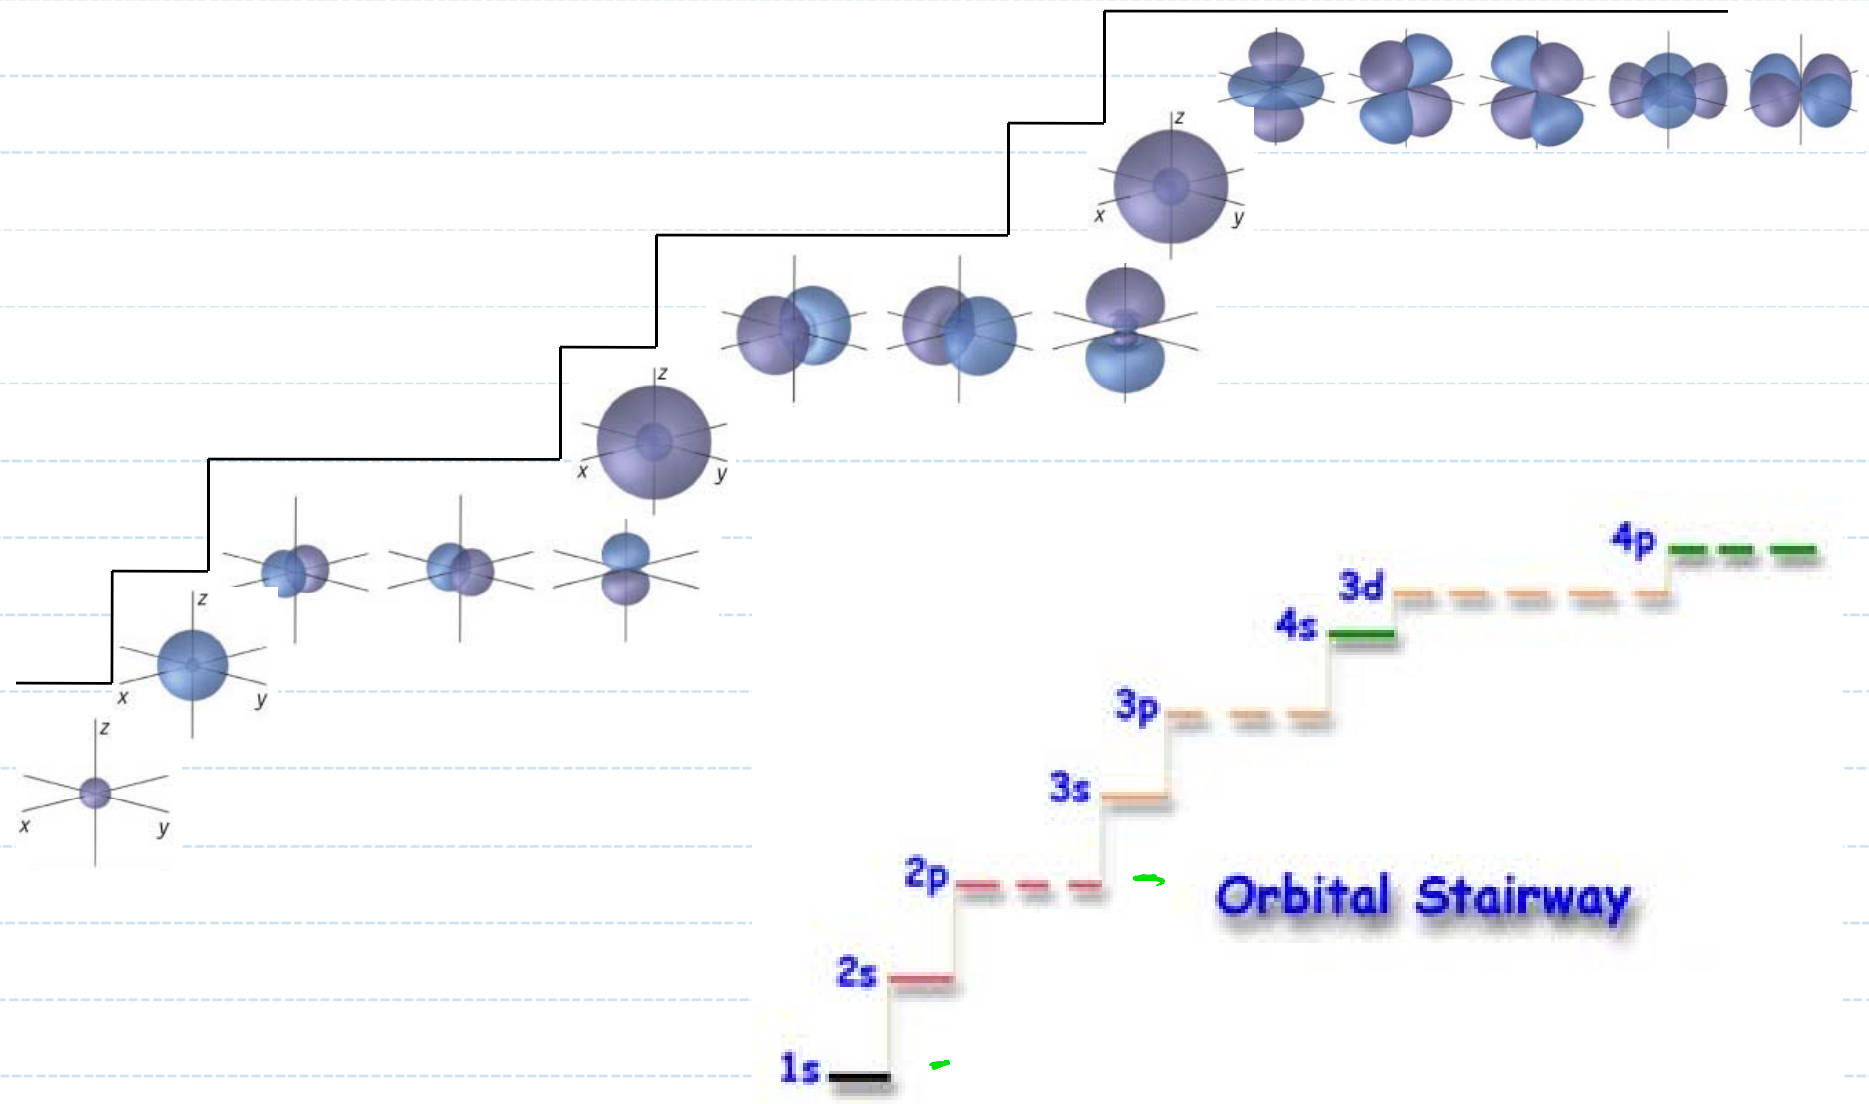 z
x y
z
x y
z
x y
z
x y
4p
3d
4s
3p
3s
2p
Orbital Stairway
2s
1s